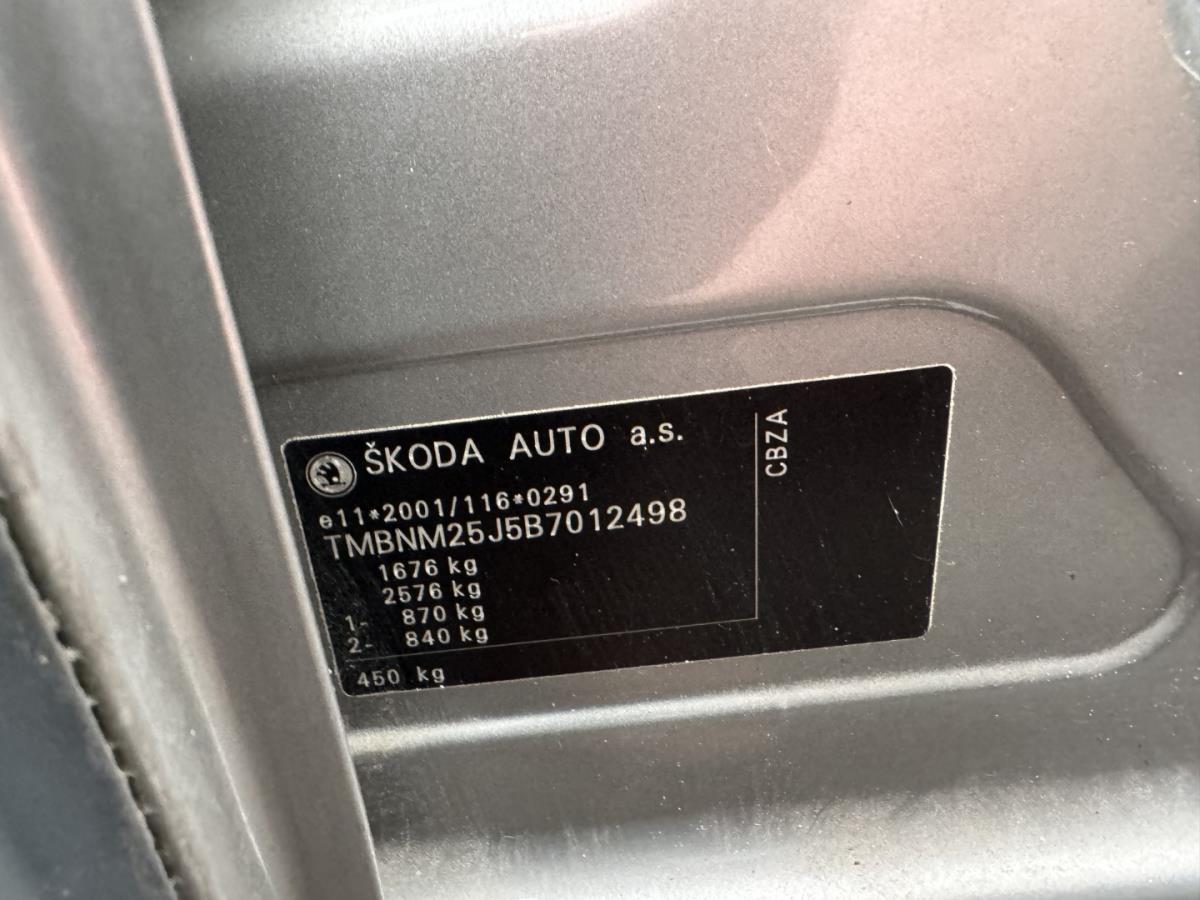 ŠKODA AUTO a.s.
e11*2001/116*0291
TMBNM25J5B7012498
1676 kg
2576 kg
1- 870 kg
2- 840 kg
450 kg
CBZA